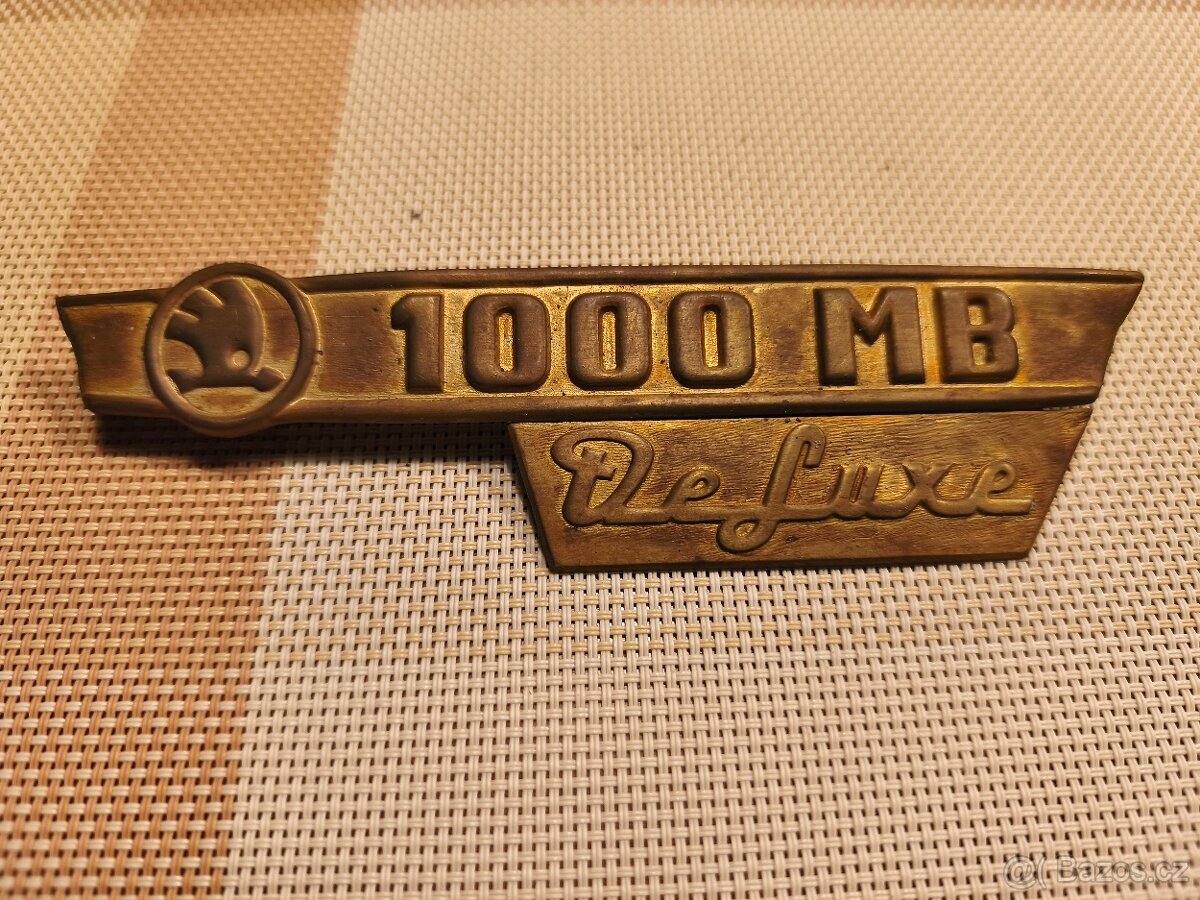 1000 MB
De Luxe
@( Bazos.cz